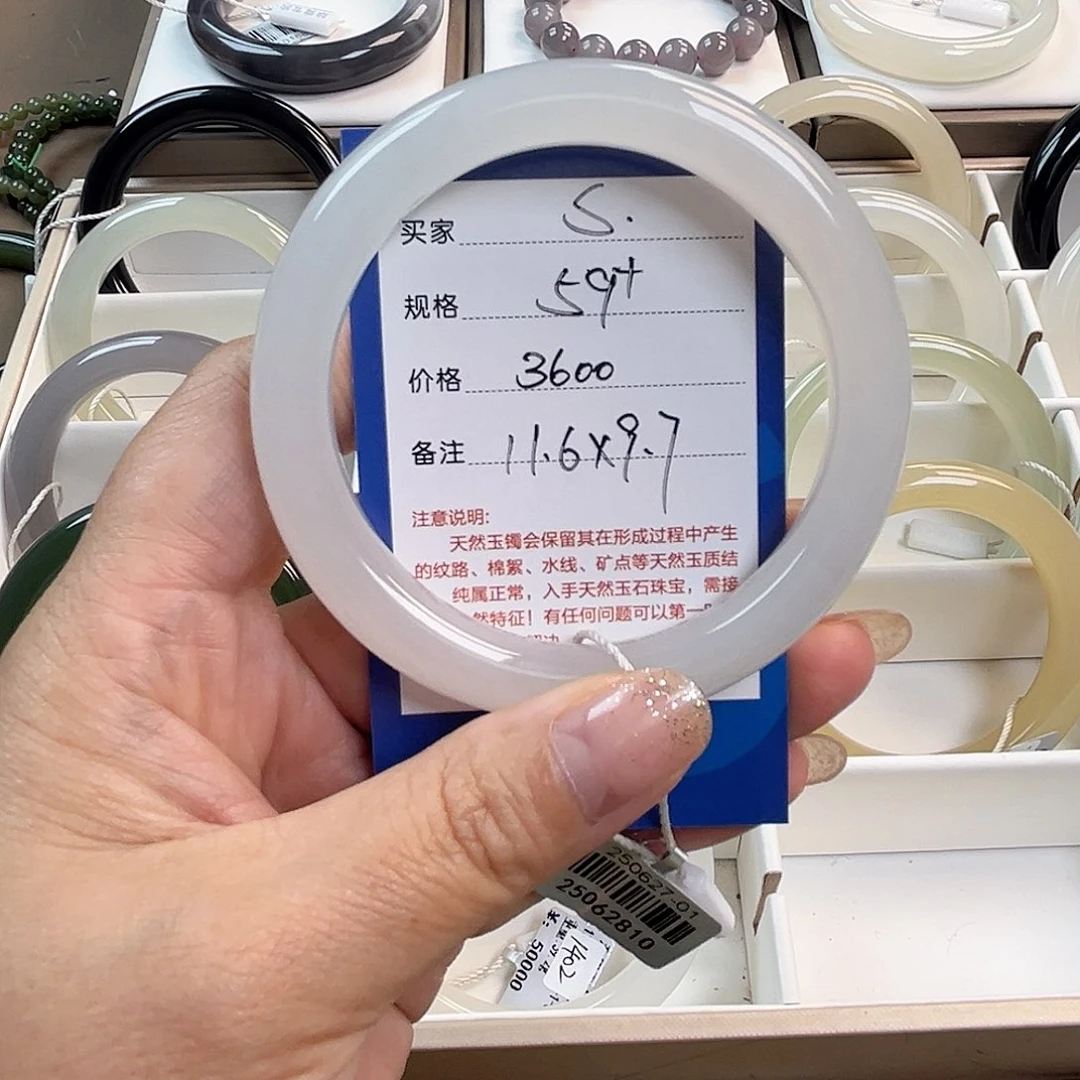 买家 S.
规格 59+
价格 3600
备注 11.6×9.7
注意说明:
天然玉镯会保留其在形成过程中产生
的纹路、棉絮、水线、矿点等天然玉质结
纯属正常，入手天然玉石珠宝，需接
然特征！有任何问题可以第一
250627-01
25062810
1402
50000